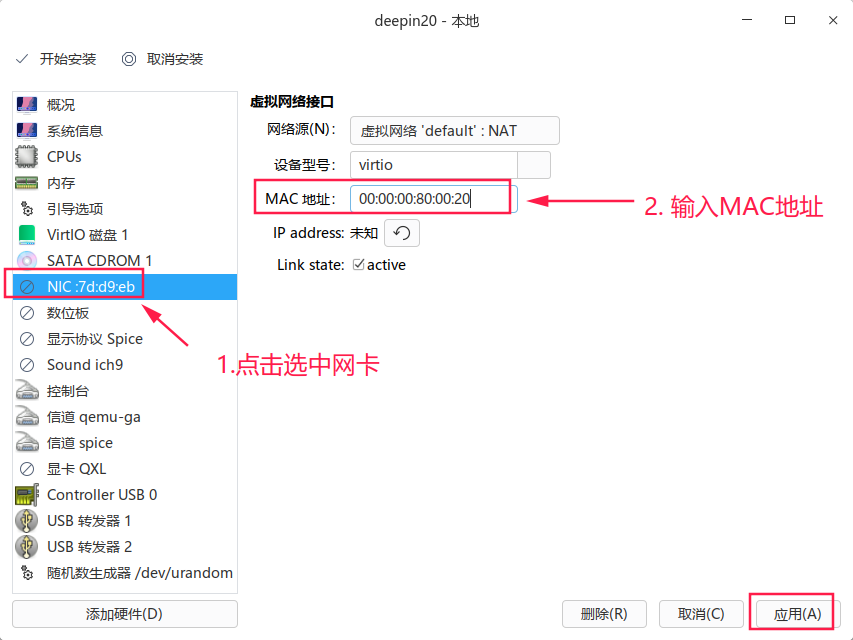 deepin20 - 本地
开始安装 取消安装
概况
系统信息
CPUs
内存
引导选项
VirtIO 磁盘 1
SATA CDROM 1
NIC :7d:d9:eb
数位板
显示协议 Spice
Sound ich9
控制台
信道 qemu-ga
信道 spice
显卡 QXL
Controller USB 0
USB 转发器 1
USB 转发器 2
随机数生成器 /dev/urandom
添加硬件(D)
虚拟网络接口
网络源(N)： 虚拟网络 'default' : NAT
设备型号： virtio
MAC 地址： 00:00:00:80:00:20
2. 输入MAC地址
IP address: 未知
Link state: active
1.点击选中网卡
删除(R) 取消(C) 应用(A)